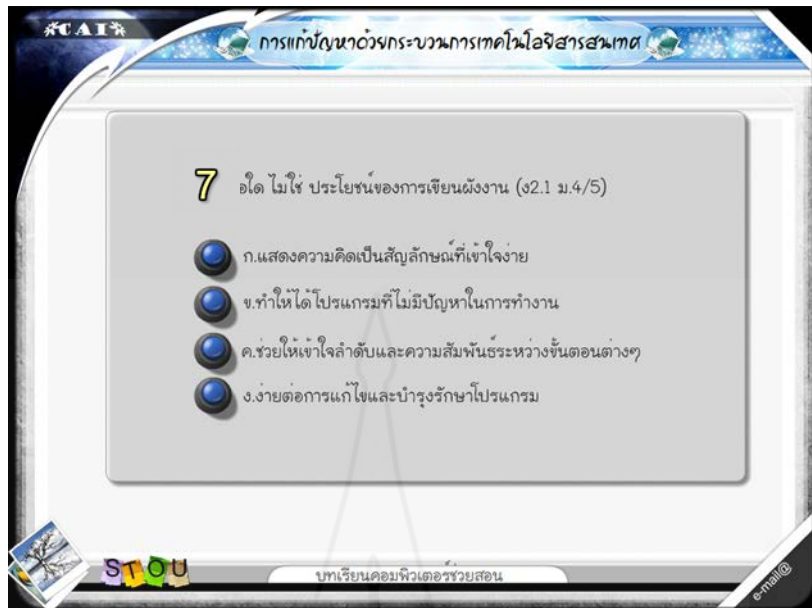 CAI
การแก้ปัญหาด้วยกระบวนการเทคโนโลยีสารสนเทศ
7 อใด ไม่ใช่ ประโยชน์ของการเขียนผังงาน (ง2.1 ม.4/5)
ก.แสดงความคิดเป็นสัญลักษณ์ที่เข้าใจง่าย
ข.ทำให้ได้โปรแกรมที่ไม่มีปัญหาในการทำงาน
ค.ช่วยให้เข้าใจลำดับและความสัมพันธ์ระหว่างขั้นตอนต่างๆ
ง.ง่ายต่อการแก้ไขและบำรุงรักษาโปรแกรม
STOU
บทเรียนคอมพิวเตอร์ช่วยสอน
e-mail@